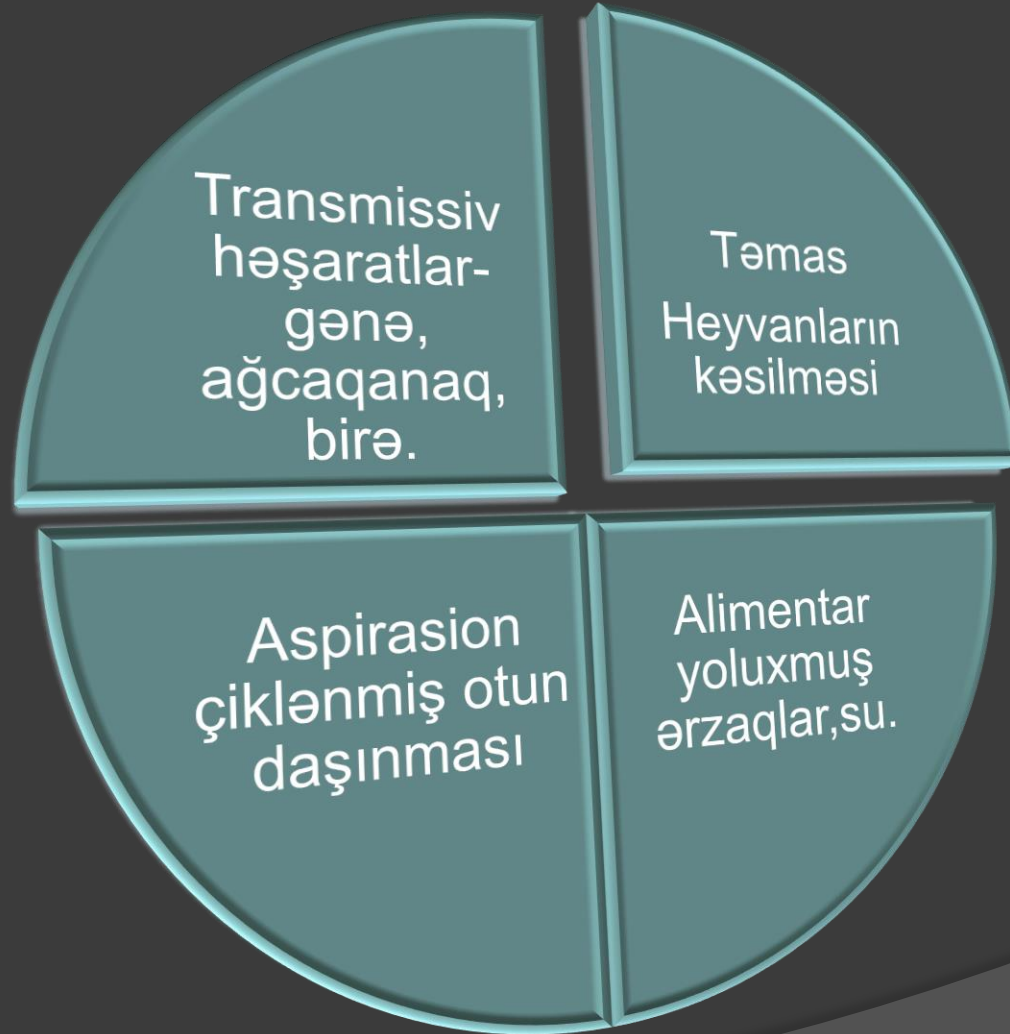 Transmissiv
həşaratlar-
gənə,
ağcaqanaq,
birə.
Təmas
Heyvanların
kəsilməsi
Aspirasion
çiklənmiş otun
daşınması
Alimentar
yoluxmuş
ərzaqlar,su.